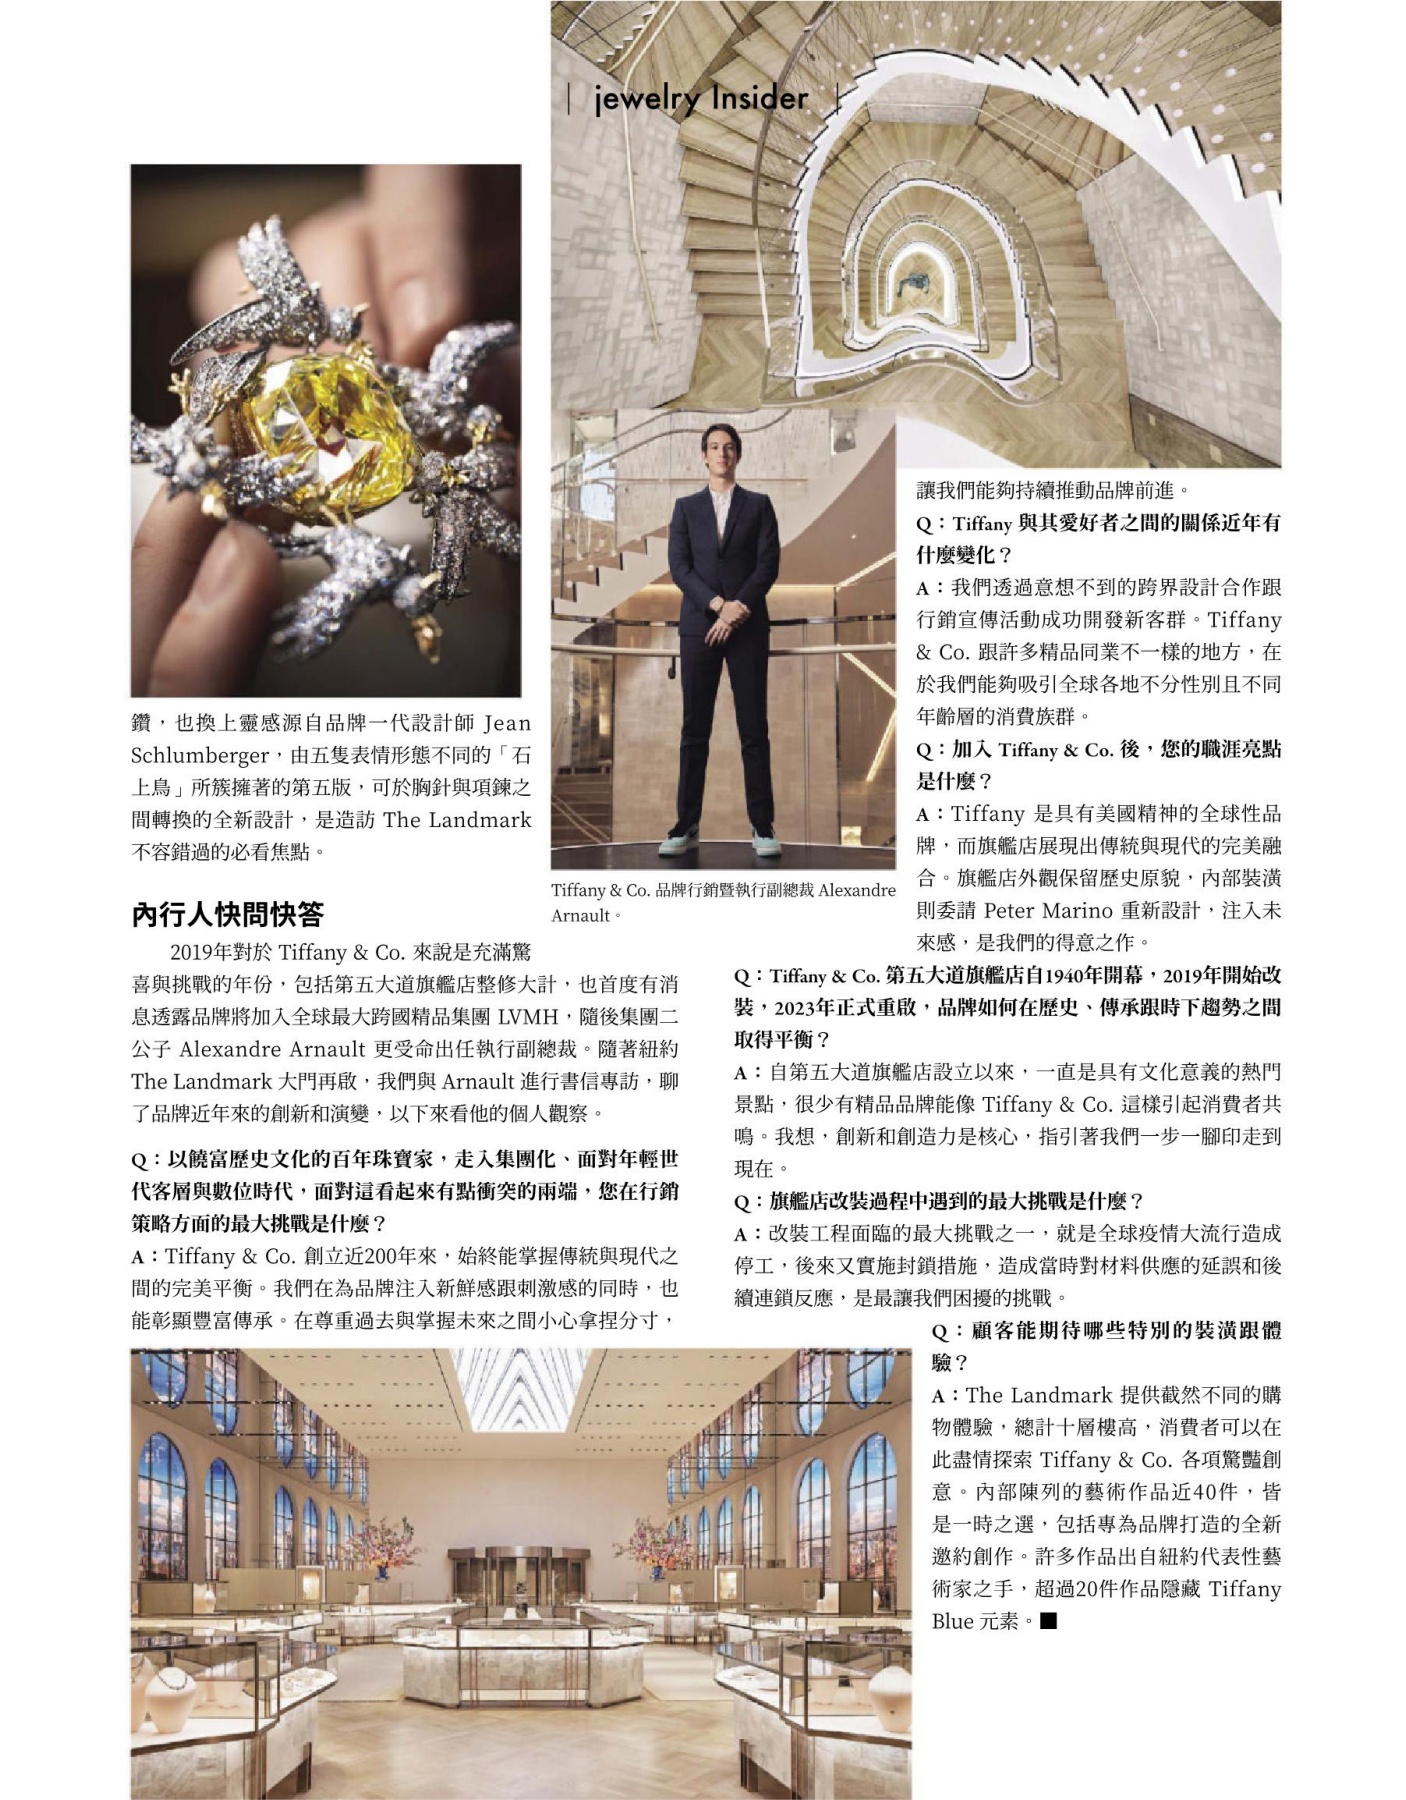 jewelry Insider
鑽，也換上靈感源自品牌一代設計師 Jean
Schlumberger，由五隻表情形態不同的「石
上鳥」所簇擁著的第五版，可於胸針與項鍊之
間轉換的全新設計，是造訪 The Landmark
不容錯過的必看焦點。
內行人快問快答
2019年對於 Tiffany & Co. 來說是充滿驚
喜與挑戰的年份，包括第五大道旗艦店整修大計，也首度有消
息透露品牌將加入全球最大跨國精品集團 LVMH，隨後集團二
公子 Alexandre Arnault 更受命出任執行副總裁。隨著紐約
The Landmark 大門再啟，我們與 Arnault 進行書信專訪，聊
了品牌近年來的創新和演變，以下來看他的個人觀察。
Q：以饒富歷史文化的百年珠寶家，走入集團化、面對年輕世
代客層與數位時代，面對這看起來有點衝突的兩端，您在行銷
策略方面的最大挑戰是什麼？
A：Tiffany & Co. 創立近200年來，始終能掌握傳統與現代之
間的完美平衡。我們在為品牌注入新鮮感跟刺激感的同時，也
能彰顯豐富傳承。在尊重過去與掌握未來之間小心拿捏分寸，
Tiffany & Co. 品牌行銷暨執行副總裁 Alexandre
Arnault。
讓我們能夠持續推動品牌前進。
Q：Tiffany 與其愛好者之間的關係近年有
什麼變化？
A：我們透過意想不到的跨界設計合作跟
行銷宣傳活動成功開發新客群。Tiffany
& Co. 跟許多精品同業不一樣的地方，在
於我們能夠吸引全球各地不分性別且不同
年齡層的消費族群。
Q：加入 Tiffany & Co. 後，您的職涯亮點
是什麼？
A：Tiffany 是具有美國精神的全球性品
牌，而旗艦店展現出傳統與現代的完美融
合。旗艦店外觀保留歷史原貌，內部裝潢
則委請 Peter Marino 重新設計，注入未
來感，是我們的得意之作。
Q：Tiffany & Co. 第五大道旗艦店自1940年開幕，2019年開始改
裝，2023年正式重啟，品牌如何在歷史、傳承跟時下趨勢之間
取得平衡？
A：自第五大道旗艦店設立以來，一直是具有文化意義的熱門
景點，很少有精品品牌能像 Tiffany & Co. 這樣引起消費者共
鳴。我想，創新和創造力是核心，指引著我們一步一腳印走到
現在。
Q：旗艦店改裝過程中遇到的最大挑戰是什麼？
A：改裝工程面臨的最大挑戰之一，就是全球疫情大流行造成
停工，後來又實施封鎖措施，造成當時對材料供應的延誤和後
續連鎖反應，是最讓我們困擾的挑戰。
Q：顧客能期待哪些特別的裝潢跟體
驗？
A：The Landmark 提供截然不同的購
物體驗，總計十層樓高，消費者可以在
此盡情探索 Tiffany & Co. 各項驚豔創
意。內部陳列的藝術作品近40件，皆
是一時之選，包括專為品牌打造的全新
邀約創作。許多作品出自紐約代表性藝
術家之手，超過20件作品隱藏 Tiffany
Blue 元素。■